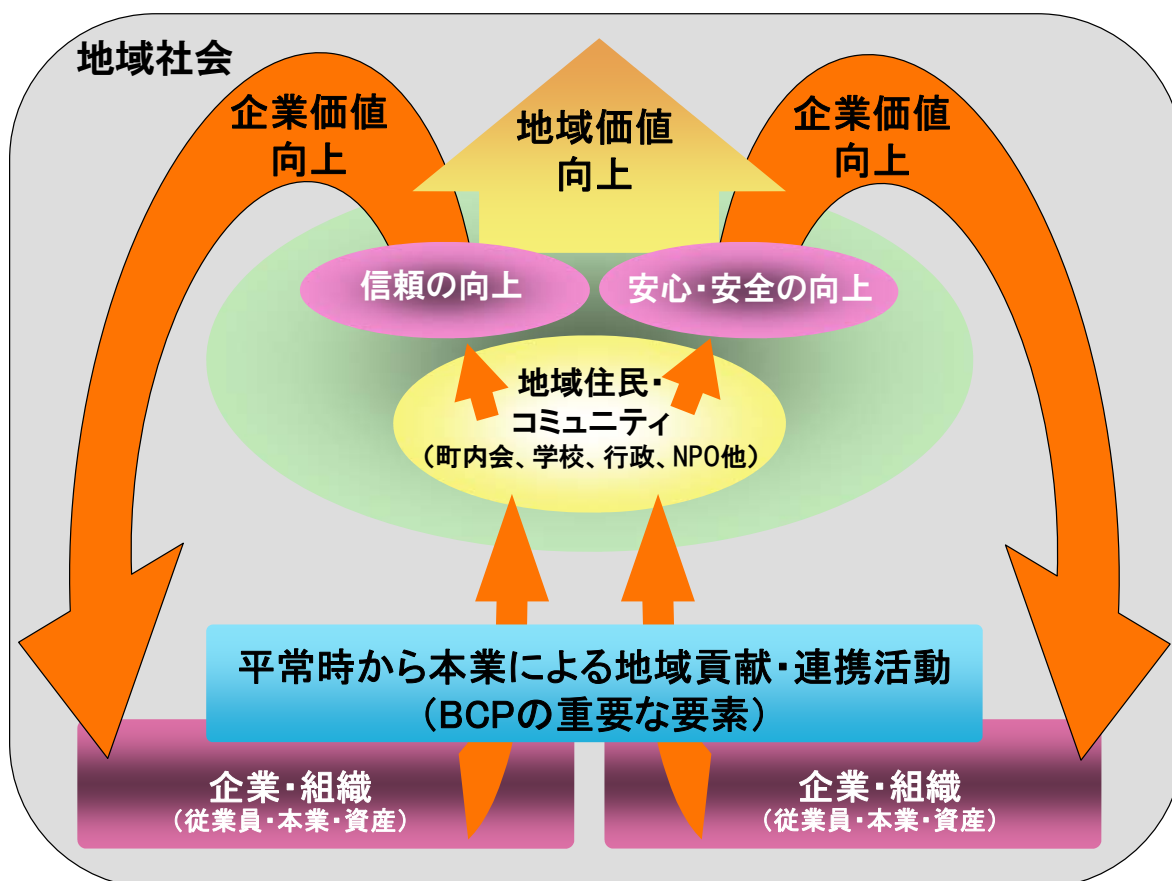 地域社会
企業価値
向上
地域価値
向上
企業価値
向上
信頼の向上
安心・安全の向上
地域住民・
コミュニティ
（町内会、学校、行政、NPO他）
平常時から本業による地域貢献・連携活動
（BCPの重要な要素）
企業・組織
（従業員・本業・資産）
企業・組織
（従業員・本業・資産）